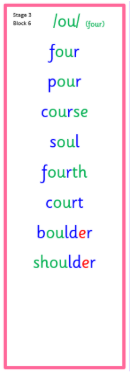 Stage 3
Block 6
/ou/ (four)
four
pour
course
soul
fourth
court
boulder
shoulder